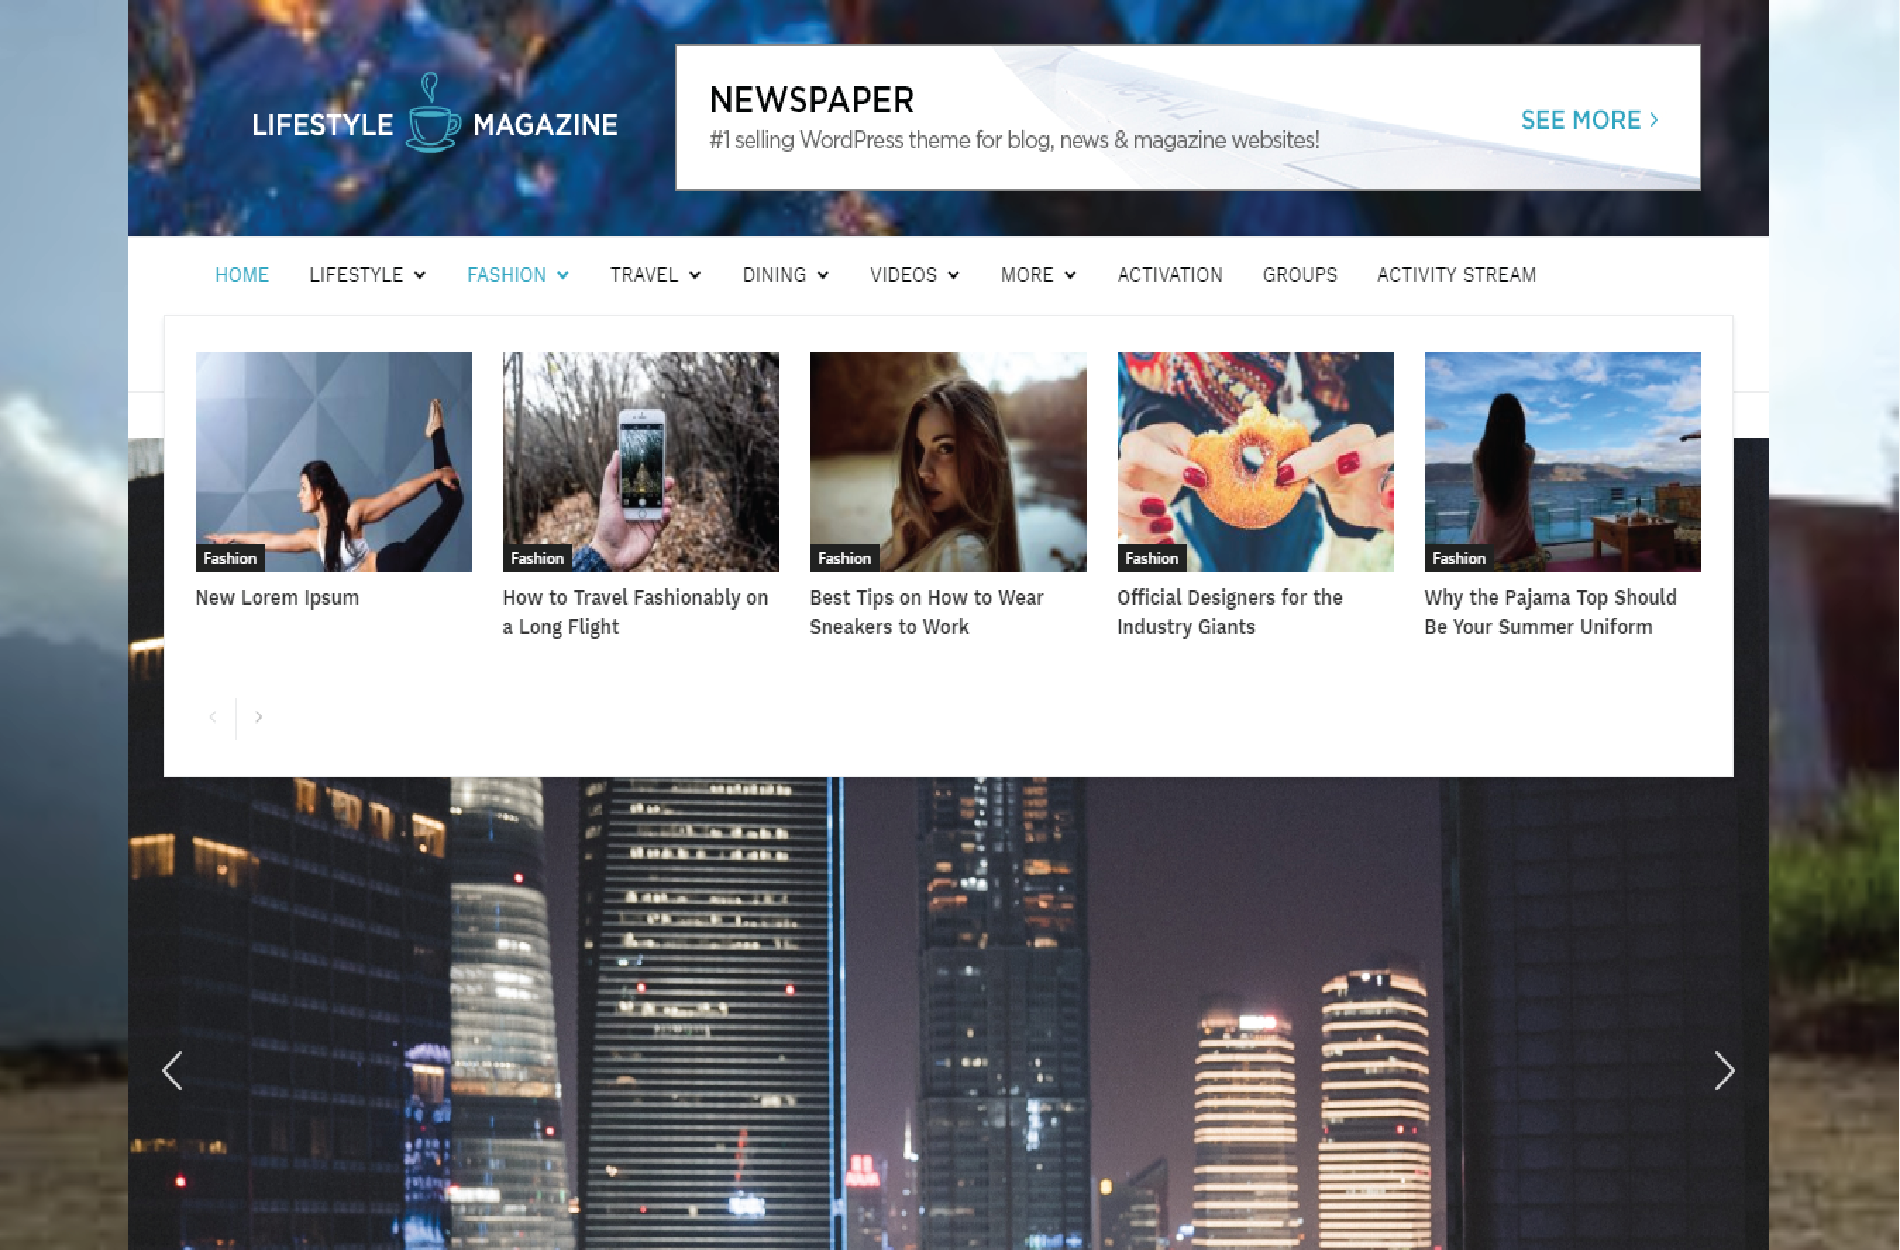 LIFESTYLE MAGAZINE
NEWSPAPER
#1 selling WordPress theme for blog, news & magazine websites!
SEE MORE
HOME LIFESTYLE FASHION TRAVEL DINING VIDEOS MORE ACTIVATION GROUPS ACTIVITY STREAM
Fashion
New Lorem Ipsum
Fashion
How to Travel Fashionably on
a Long Flight
Fashion
Best Tips on How to Wear
Sneakers to Work
Fashion
Official Designers for the
Industry Giants
Fashion
Why the Pajama Top Should
Be Your Summer Uniform